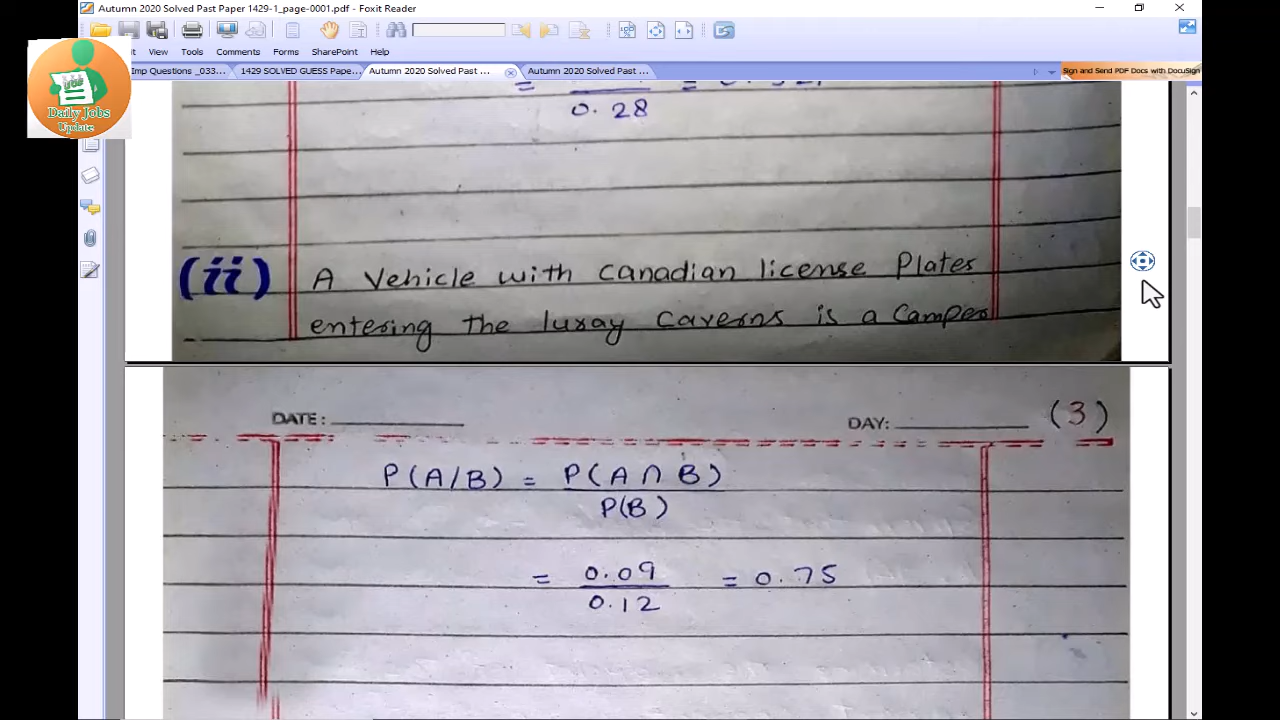 Autumn 2020 Solved Past Paper 1429-1_page-0001.pdf - Foxit Reader
View Tools Comments Forms SharePoint Help
Imp Questions _033... 1429 SOLVED GUESS Pape... Autumn 2020 Solved Past ... Autumn 2020 Solved Past ... Sign and Send PDF Docs with DocuSign
Daily Jobs
Update
0.28
(ii) A Vehicle with Canadian license Plates
entering the luray Caverns is a Camper
DATE: DAY: (3)
P(A/B) = P(A∩B)
P(B)
= 0.09 = 0.75
0.12